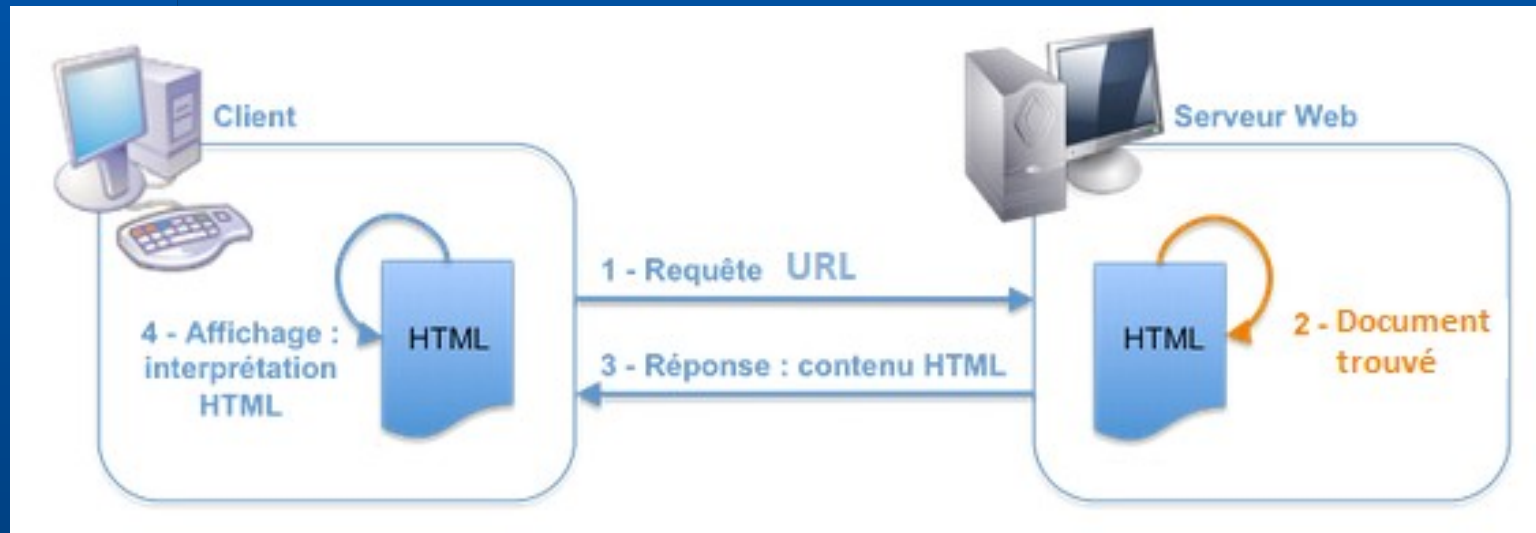 Client
Serveur Web
1 - Requête URL
4 - Affichage :
interprétation
HTML
HTML
3 - Réponse : contenu HTML
HTML
2 - Document
trouvé